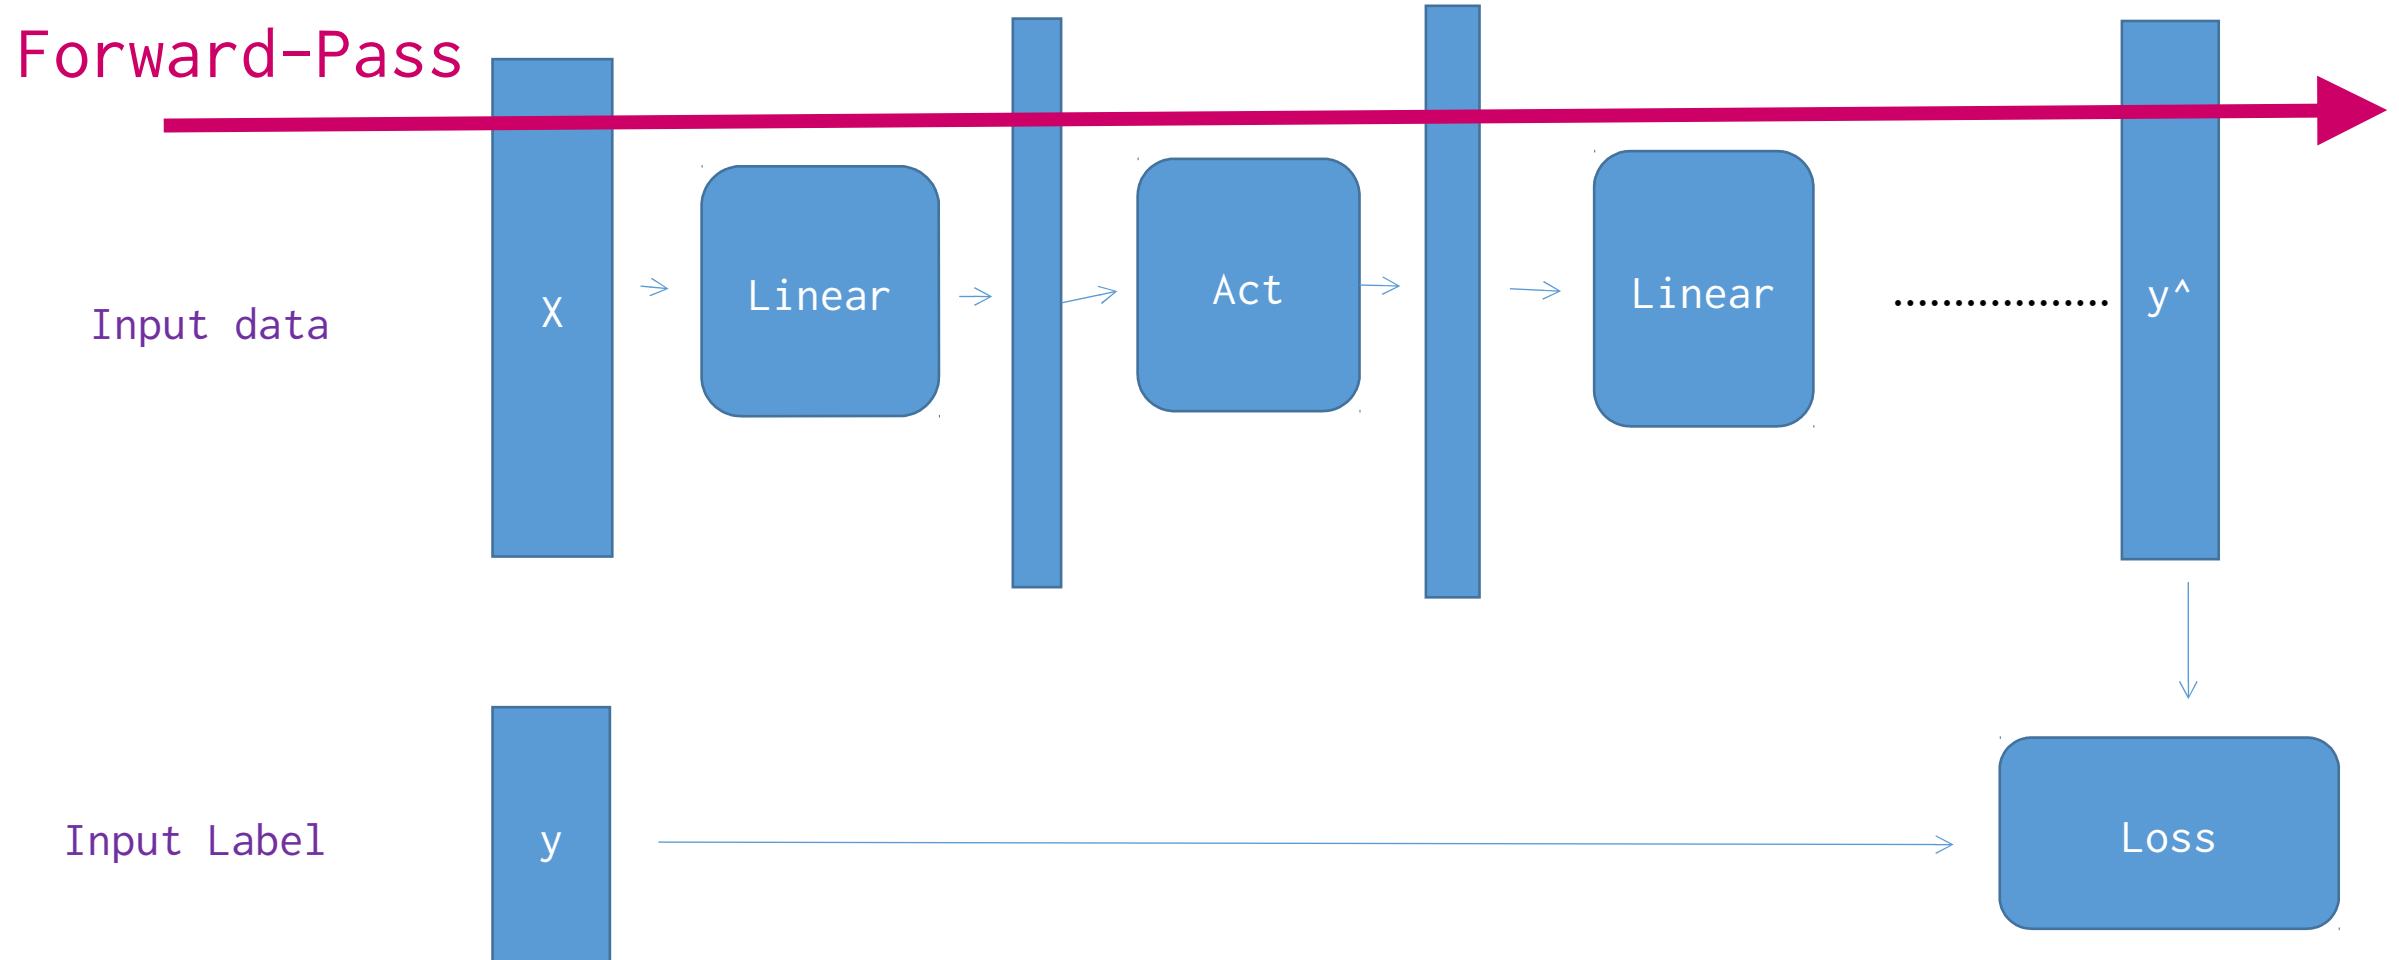 Forward-Pass
Input data
X
Linear
Act
Linear
y^
Input Label
y
Loss